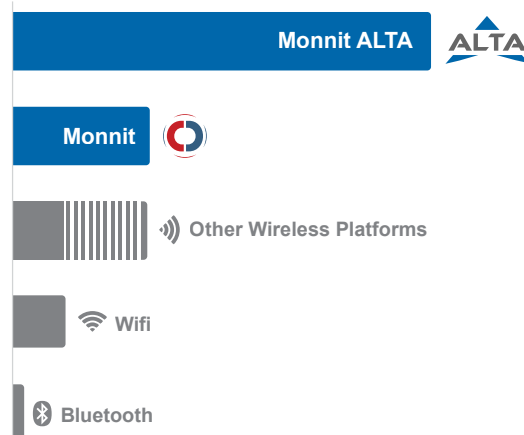 Monnit ALTA
ALTA
Monnit
Other Wireless Platforms
Wifi
Bluetooth